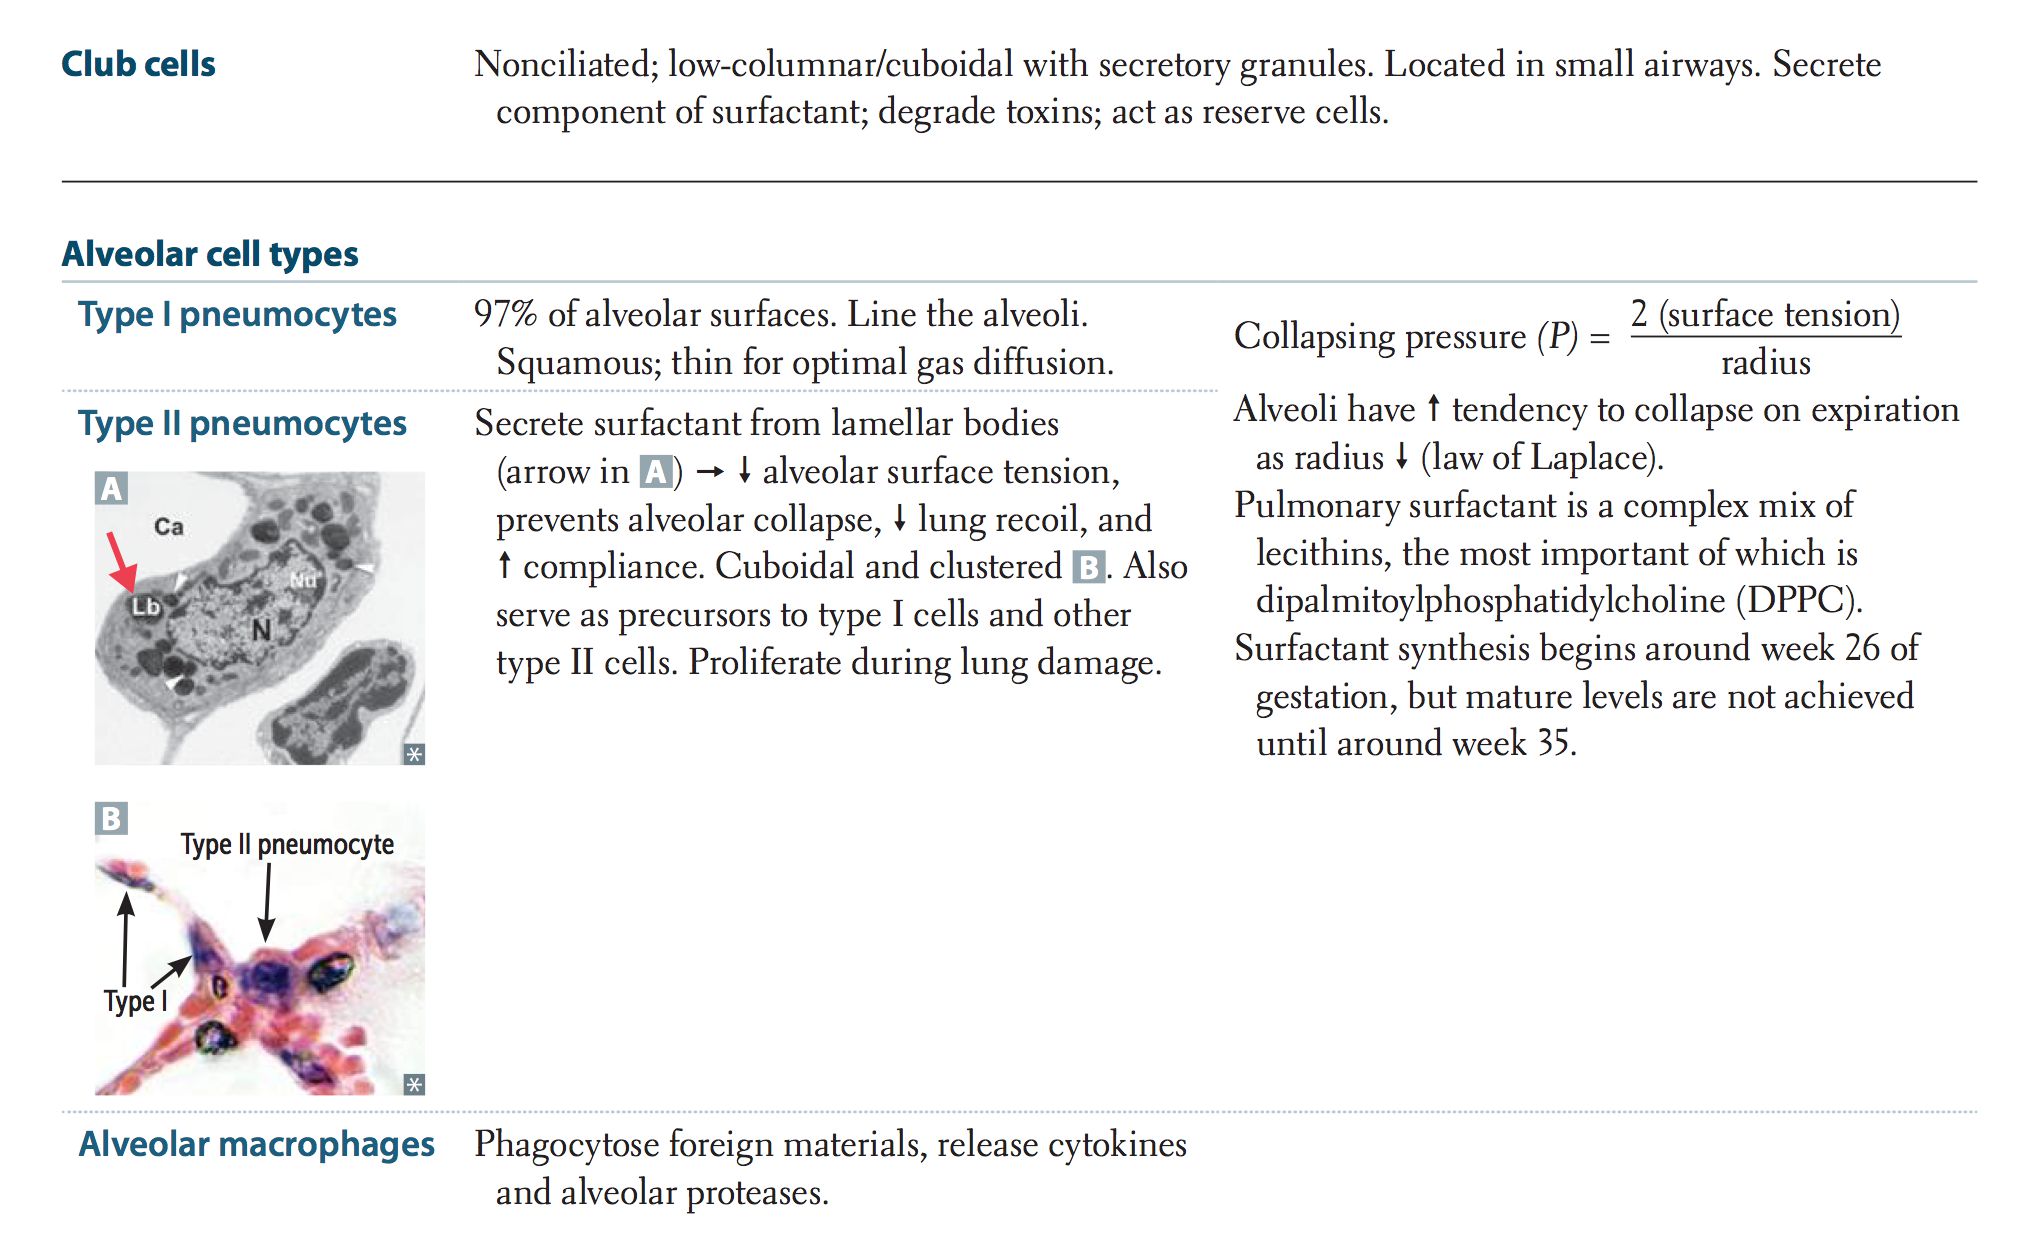 Club cells
Nonciliated; low-columnar/cuboidal with secretory granules. Located in small airways. Secrete
component of surfactant; degrade toxins; act as reserve cells.
Alveolar cell types
Type I pneumocytes
97% of alveolar surfaces. Line the alveoli.
Squamous; thin for optimal gas diffusion.
Type II pneumocytes
Secrete surfactant from lamellar bodies
(arrow in A) → ↓ alveolar surface tension,
prevents alveolar collapse, ↓ lung recoil, and
↑ compliance. Cuboidal and clustered B. Also
serve as precursors to type I cells and other
type II cells. Proliferate during lung damage.
Collapsing pressure (P) = 2 (surface tension)
radius
Alveoli have ↑ tendency to collapse on expiration
as radius ↓ (law of Laplace).
Pulmonary surfactant is a complex mix of
lecithins, the most important of which is
dipalmitoylphosphatidylcholine (DPPC).
Surfactant synthesis begins around week 26 of
gestation, but mature levels are not achieved
until around week 35.
A
Ca
Nu
Lb
N
*
B
Type II pneumocyte
Type I
*
Alveolar macrophages
Phagocytose foreign materials, release cytokines
and alveolar proteases.